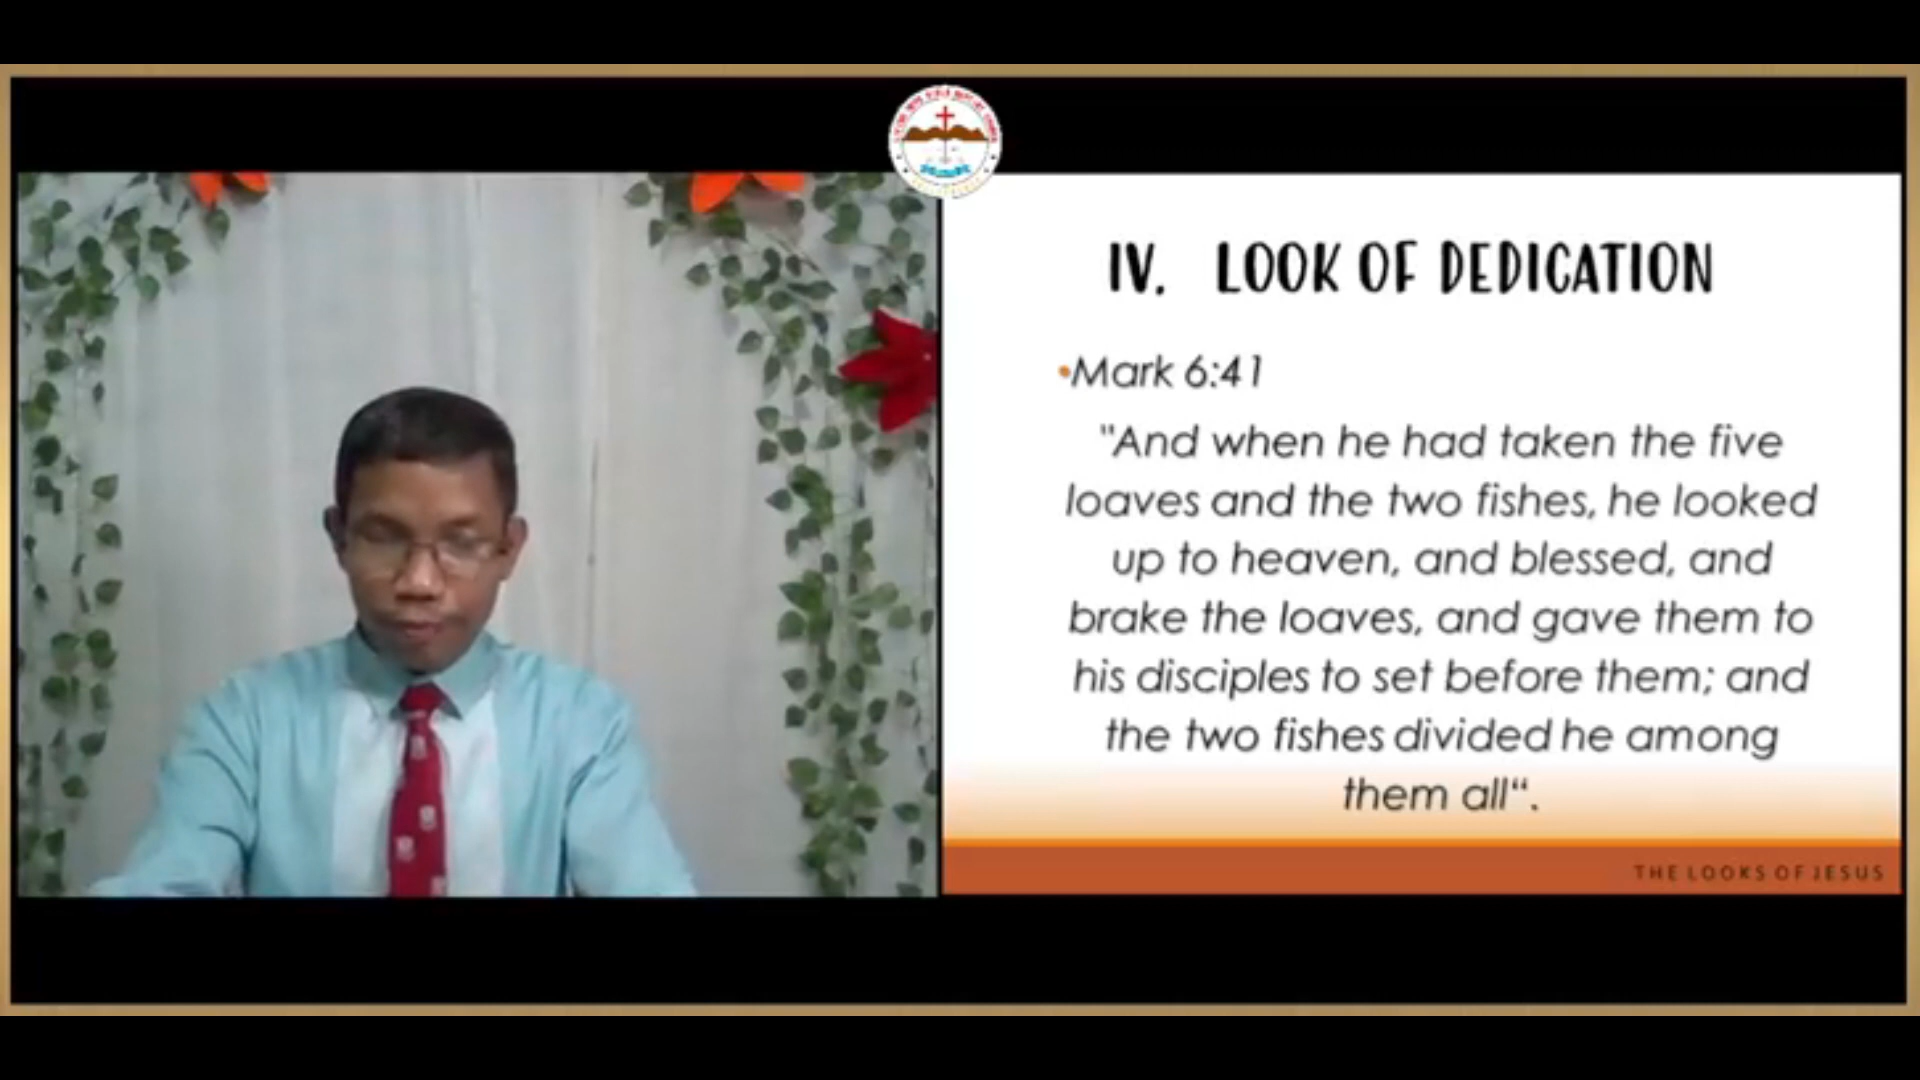 IV. LOOK OF DEDICATION
•Mark 6:41
"And when he had taken the five
loaves and the two fishes, he looked
up to heaven, and blessed, and
brake the loaves, and gave them to
his disciples to set before them; and
the two fishes divided he among
them all“.
THE LOOKS OF JESUS